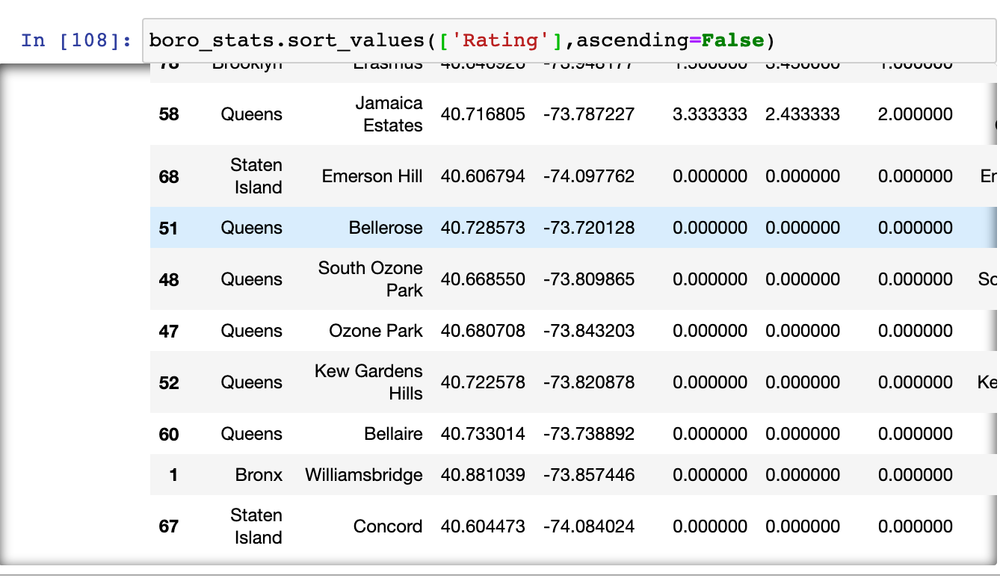 In [108]: boro_stats.sort_values(['Rating'],ascending=False)
78 Brooklyn Erasmus 40.646926 -73.948177
58 Queens Jamaica Estates 40.716805 -73.787227 3.333333 2.433333 2.000000
68 Staten Island Emerson Hill 40.606794 -74.097762 0.000000 0.000000 0.000000 Er
51 Queens Bellerose 40.728573 -73.720128 0.000000 0.000000 0.000000
48 Queens South Ozone Park 40.668550 -73.809865 0.000000 0.000000 0.000000 So
47 Queens Ozone Park 40.680708 -73.843203 0.000000 0.000000 0.000000
52 Queens Kew Gardens Hills 40.722578 -73.820878 0.000000 0.000000 0.000000 Ke
60 Queens Bellaire 40.733014 -73.738892 0.000000 0.000000 0.000000
1 Bronx Williamsbridge 40.881039 -73.857446 0.000000 0.000000 0.000000
67 Staten Island Concord 40.604473 -74.084024 0.000000 0.000000 0.000000